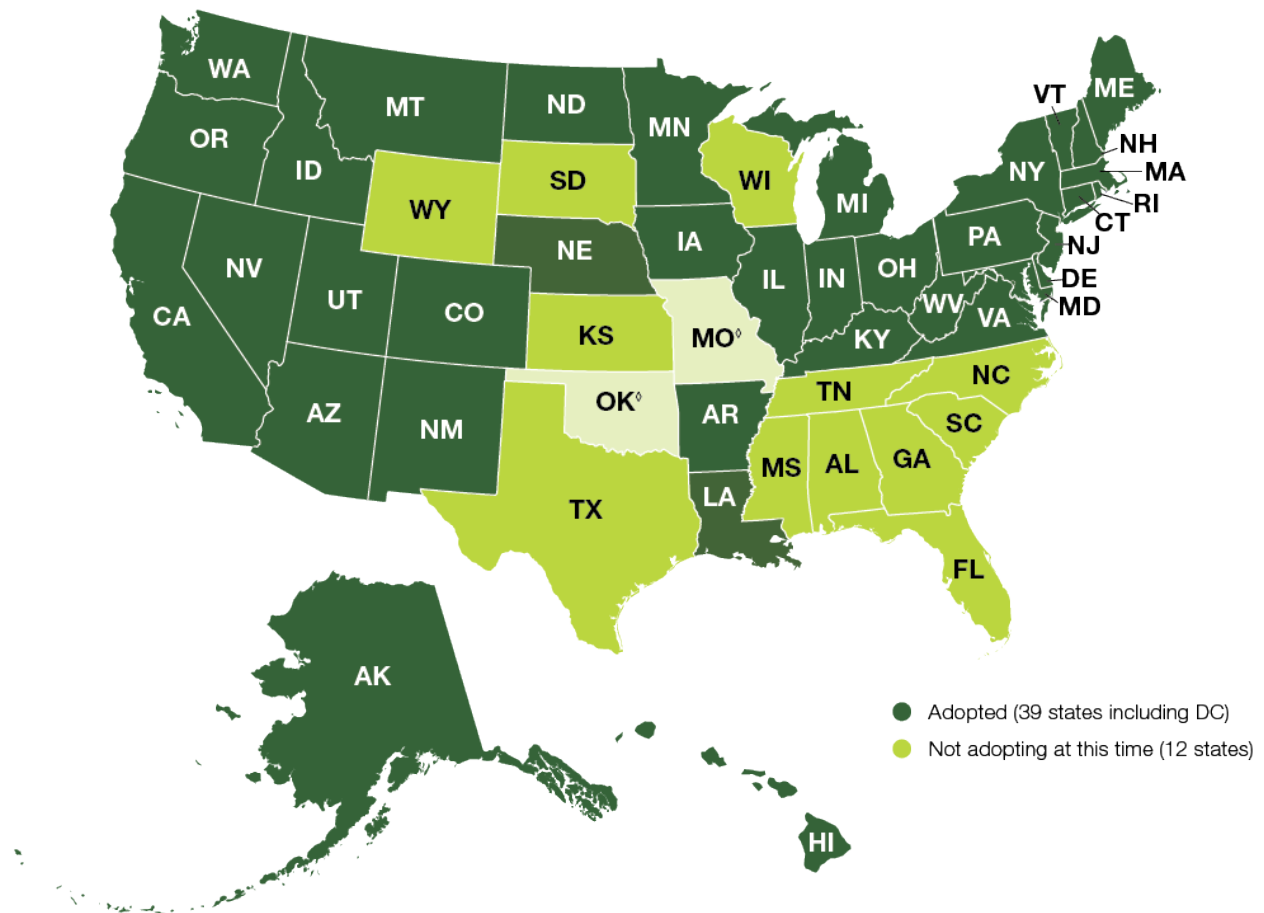 WA
MT
ND
MN
ME
VT
OR
ID
SD
WI
MI
NY
NH
MA
RI
CT
WY
NE
IA
PA
NJ
NV
UT
CO
IL
IN
OH
WV
VA
DE
MD
CA
KS
MO◊
KY
AZ
NM
OK◊
AR
TN
NC
SC
MS
AL
GA
TX
LA
FL
AK
HI
Adopted (39 states including DC)
Not adopting at this time (12 states)